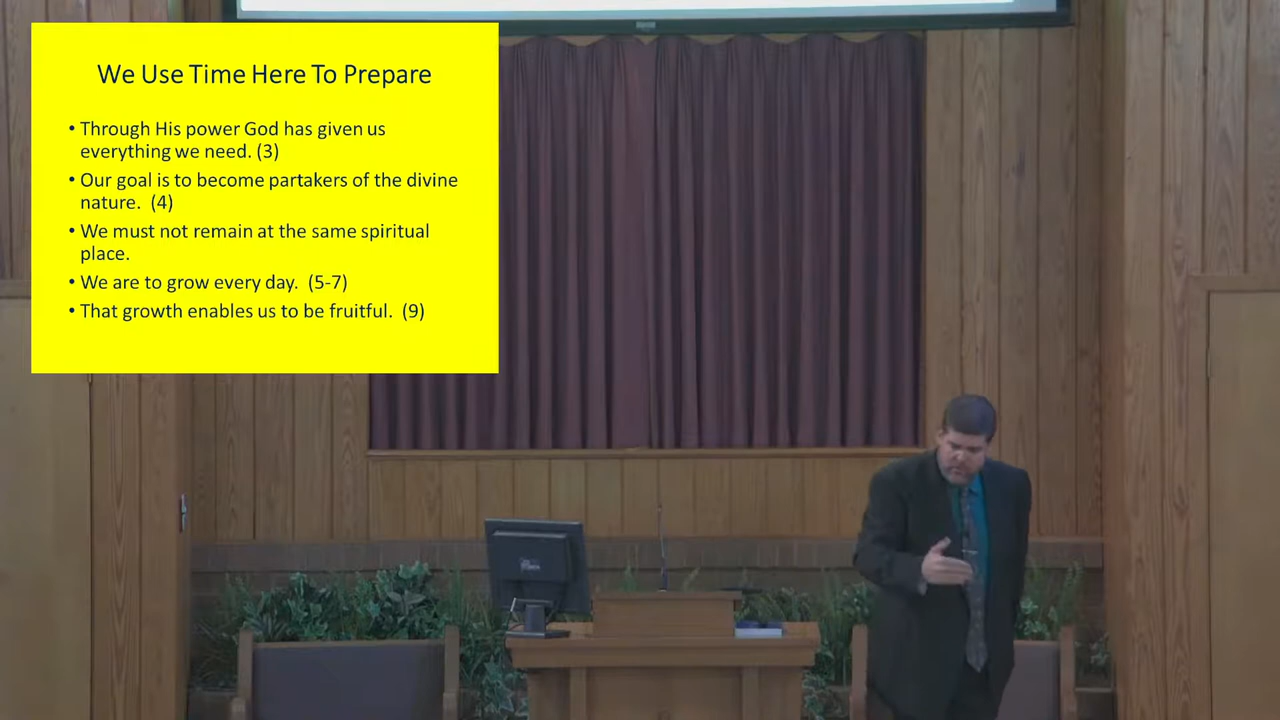 We Use Time Here To Prepare
• Through His power God has given us
everything we need. (3)
• Our goal is to become partakers of the divine
nature. (4)
• We must not remain at the same spiritual
place.
• We are to grow every day. (5-7)
• That growth enables us to be fruitful. (9)